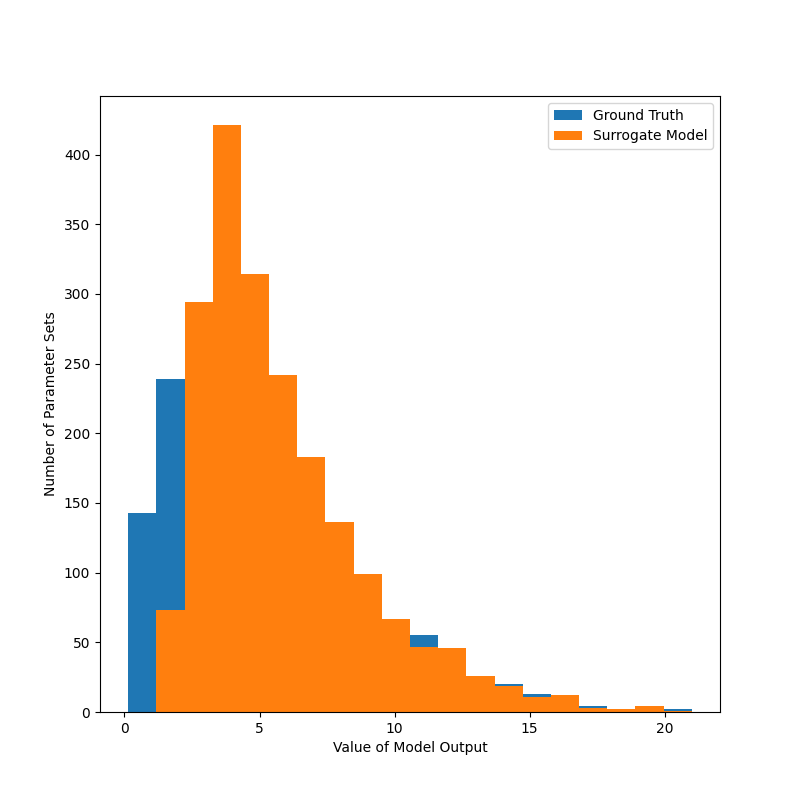 Ground Truth
Surrogate Model
400
350
300
250
200
150
100
50
0
Number of Parameter Sets
0 5 10 15 20
Value of Model Output